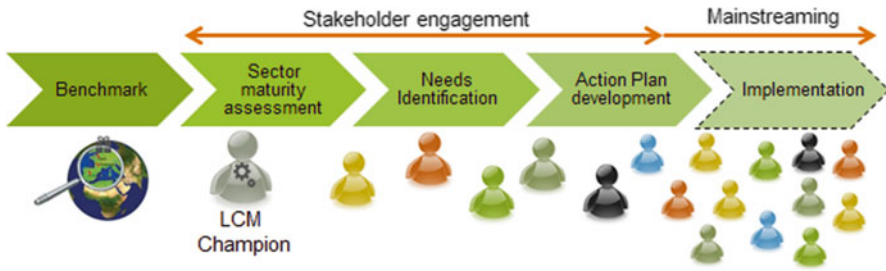 Stakeholder engagement
Mainstreaming
Benchmark
Sector
maturity
assessment
Needs
Identification
Action Plan
development
Implementation
LCM
Champion